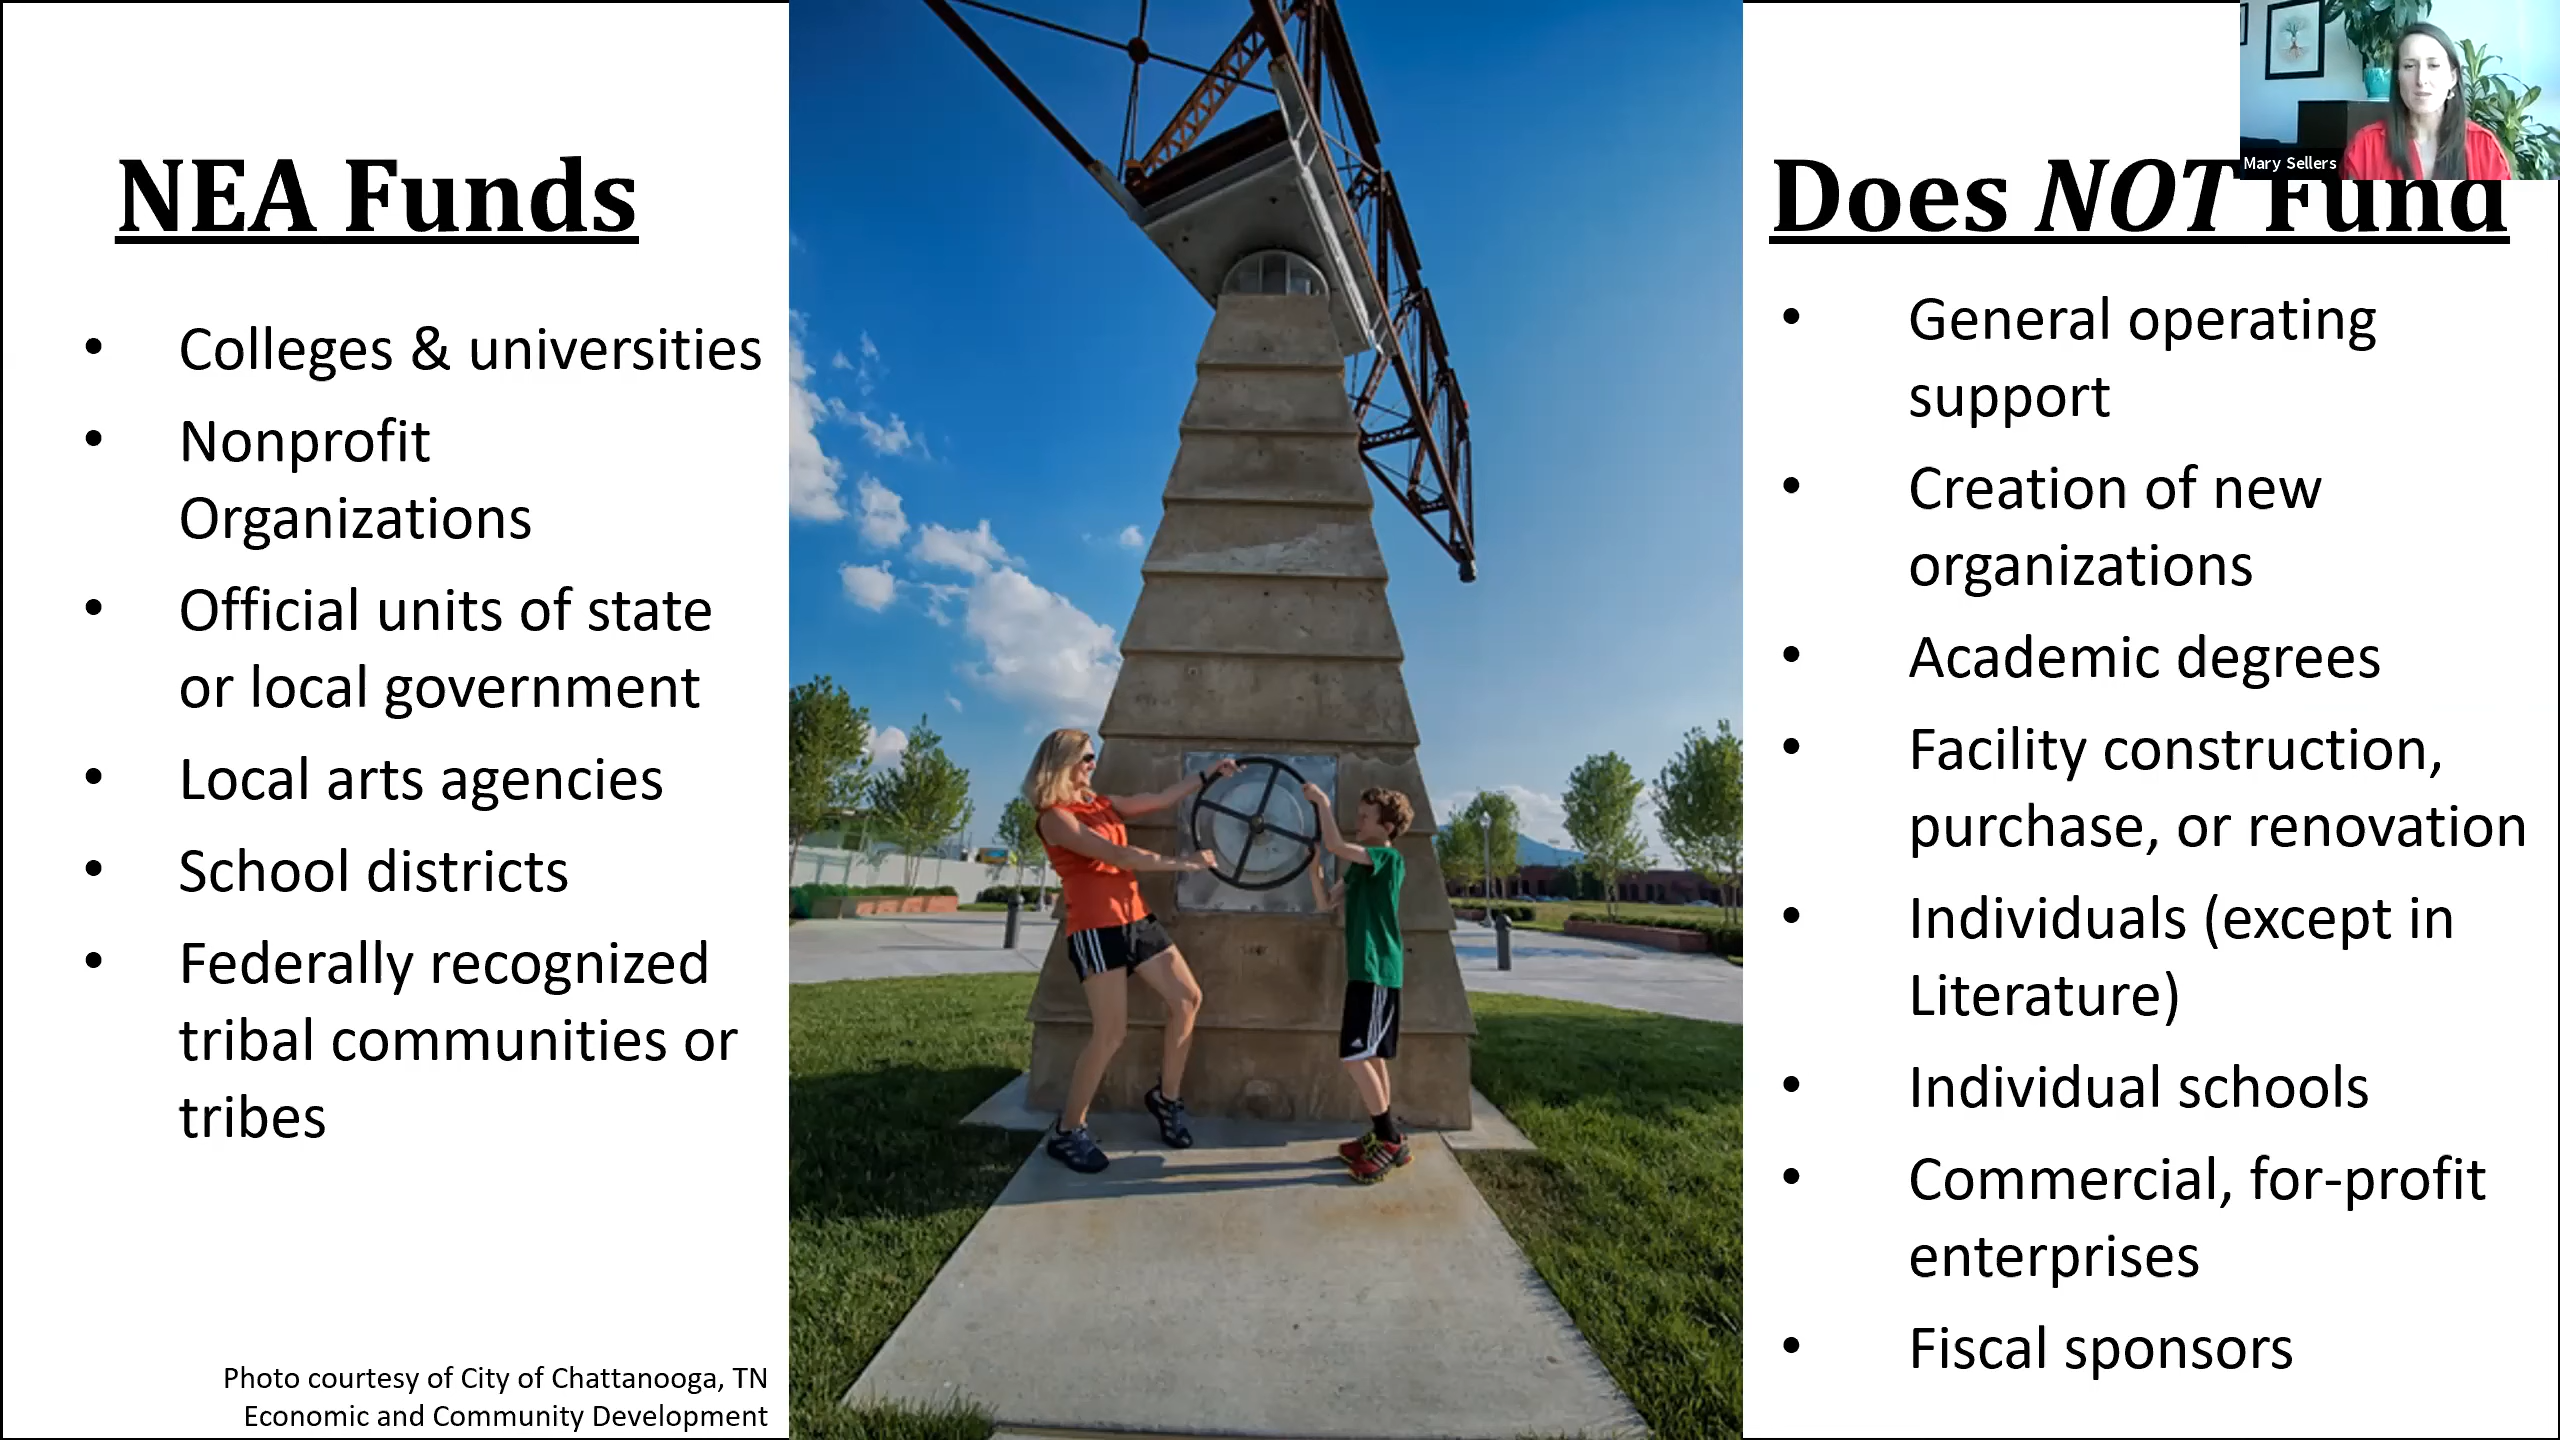 NEA Funds
• Colleges & universities
• Nonprofit
Organizations
• Official units of state
or local government
• Local arts agencies
• School districts
• Federally recognized
tribal communities or
tribes
Photo courtesy of City of Chattanooga, TN
Economic and Community Development
Mary Sellers
Does NOT Fund
• General operating
support
• Creation of new
organizations
• Academic degrees
• Facility construction,
purchase, or renovation
• Individuals (except in
Literature)
• Individual schools
• Commercial, for-profit
enterprises
• Fiscal sponsors